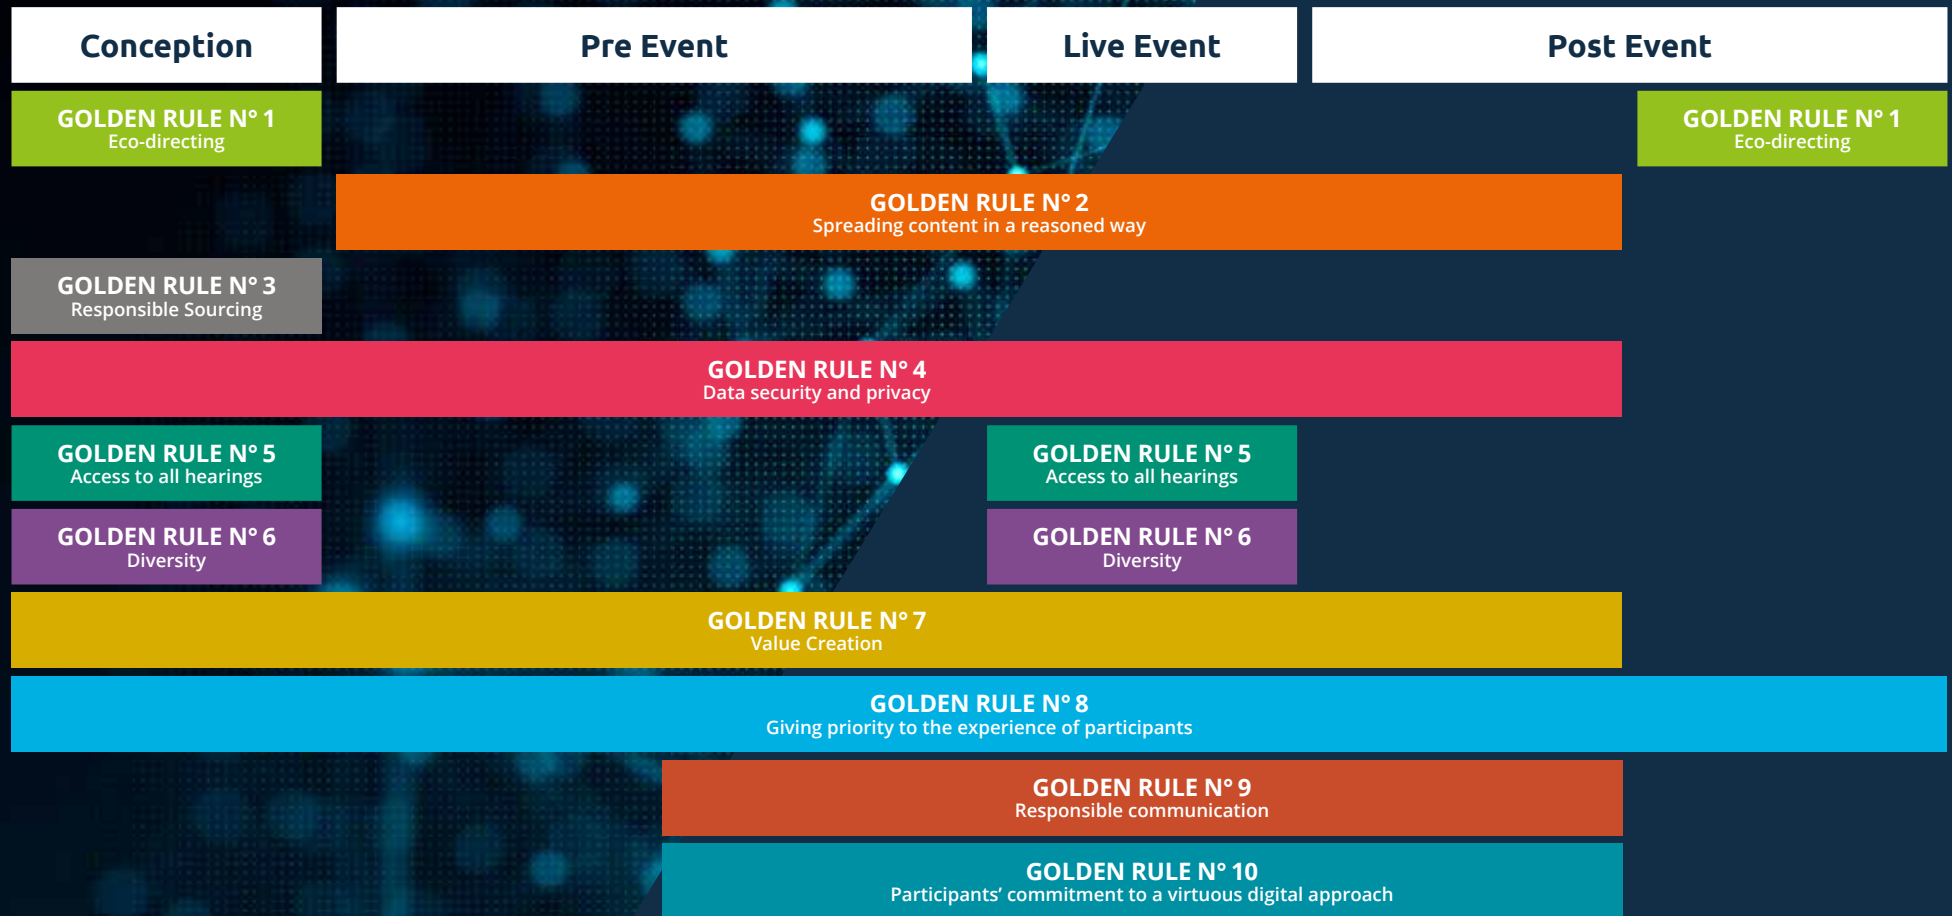 Conception
Pre Event
Live Event
Post Event
GOLDEN RULE N° 1
Eco-directing
GOLDEN RULE N° 1
Eco-directing
GOLDEN RULE N° 2
Spreading content in a reasoned way
GOLDEN RULE N° 3
Responsible Sourcing
GOLDEN RULE N° 4
Data security and privacy
GOLDEN RULE N° 5
Access to all hearings
GOLDEN RULE N° 5
Access to all hearings
GOLDEN RULE N° 6
Diversity
GOLDEN RULE N° 6
Diversity
GOLDEN RULE N° 7
Value Creation
GOLDEN RULE N° 8
Giving priority to the experience of participants
GOLDEN RULE N° 9
Responsible communication
GOLDEN RULE N° 10
Participants’ commitment to a virtuous digital approach